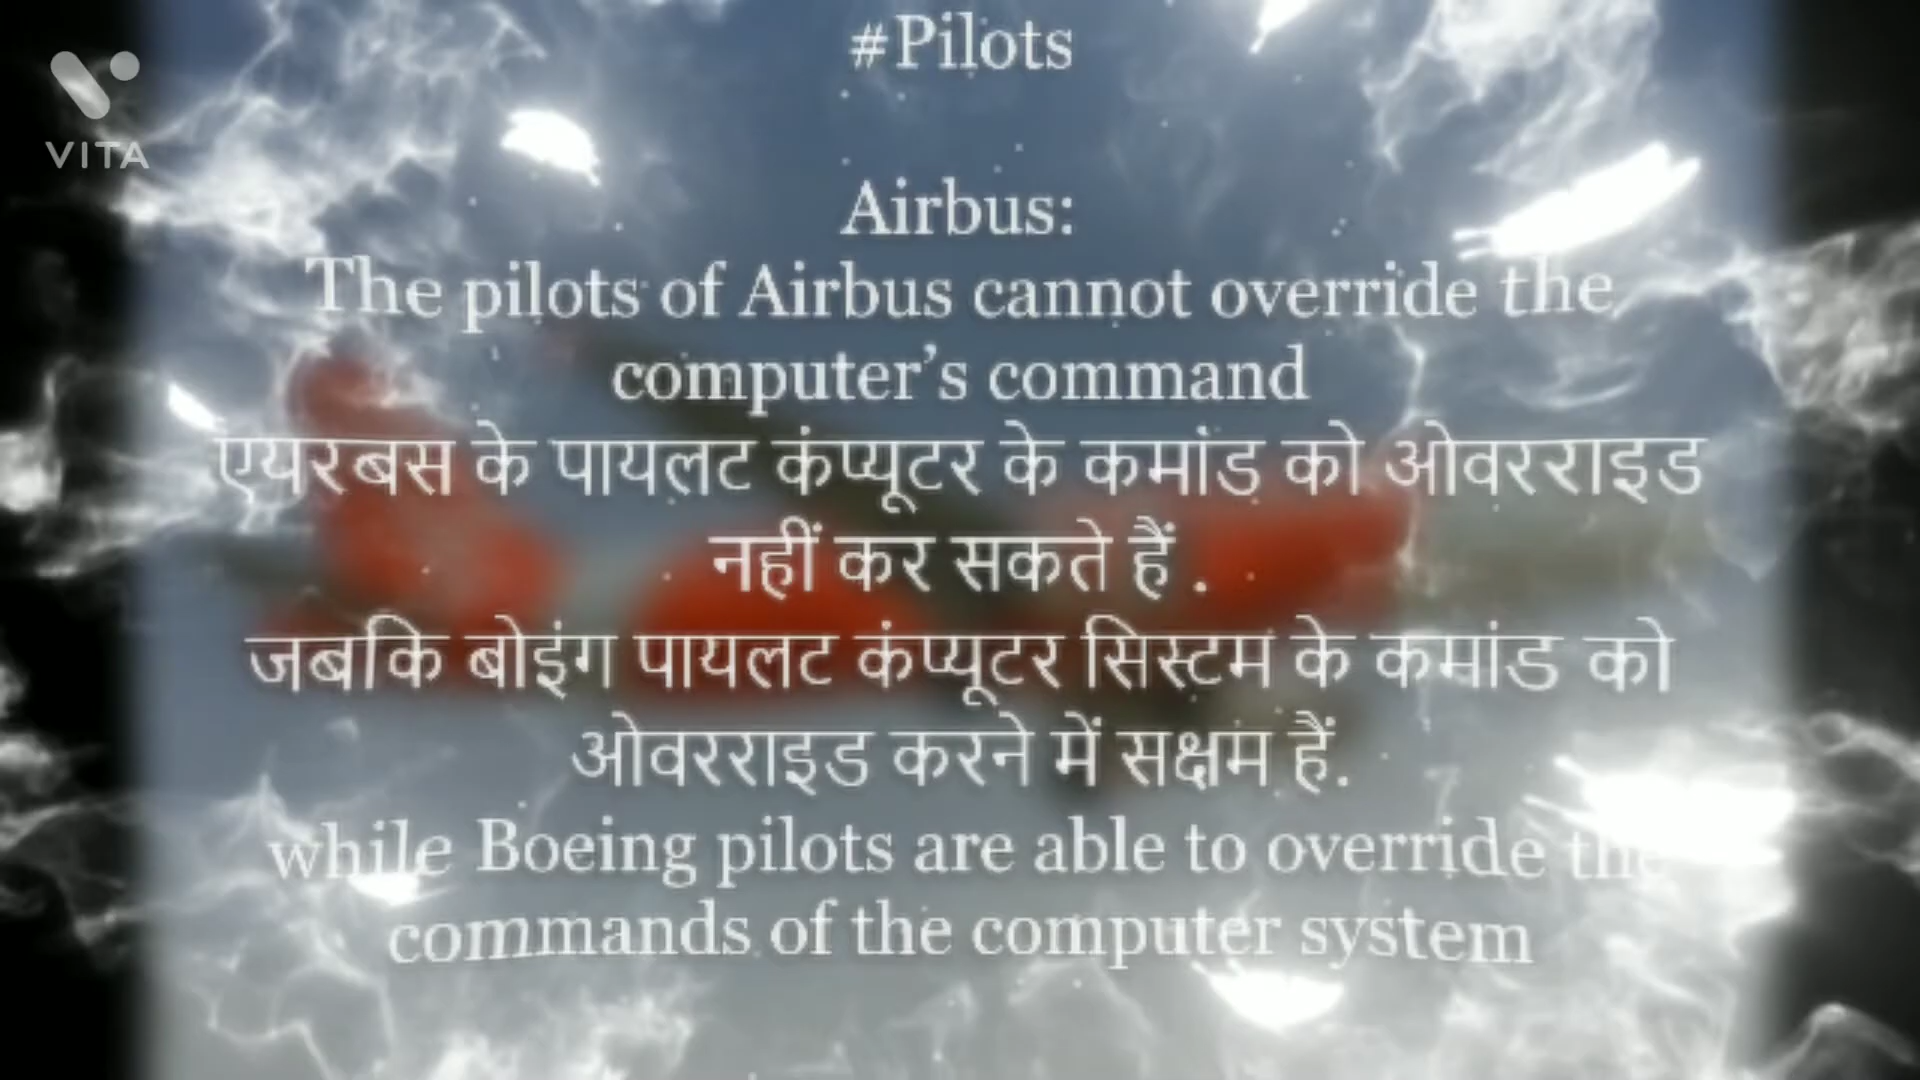 VITA
#Pilots
Airbus:
The pilots of Airbus cannot override the
computer’s command
एयरबस के पायलट कंप्यूटर के कमांड को ओवरराइड
नहीं कर सकते हैं .
जबकि बोइंग पायलट कंप्यूटर सिस्टम के कमांड को
ओवरराइड करने में सक्षम हैं.
while Boeing pilots are able to override the
commands of the computer system